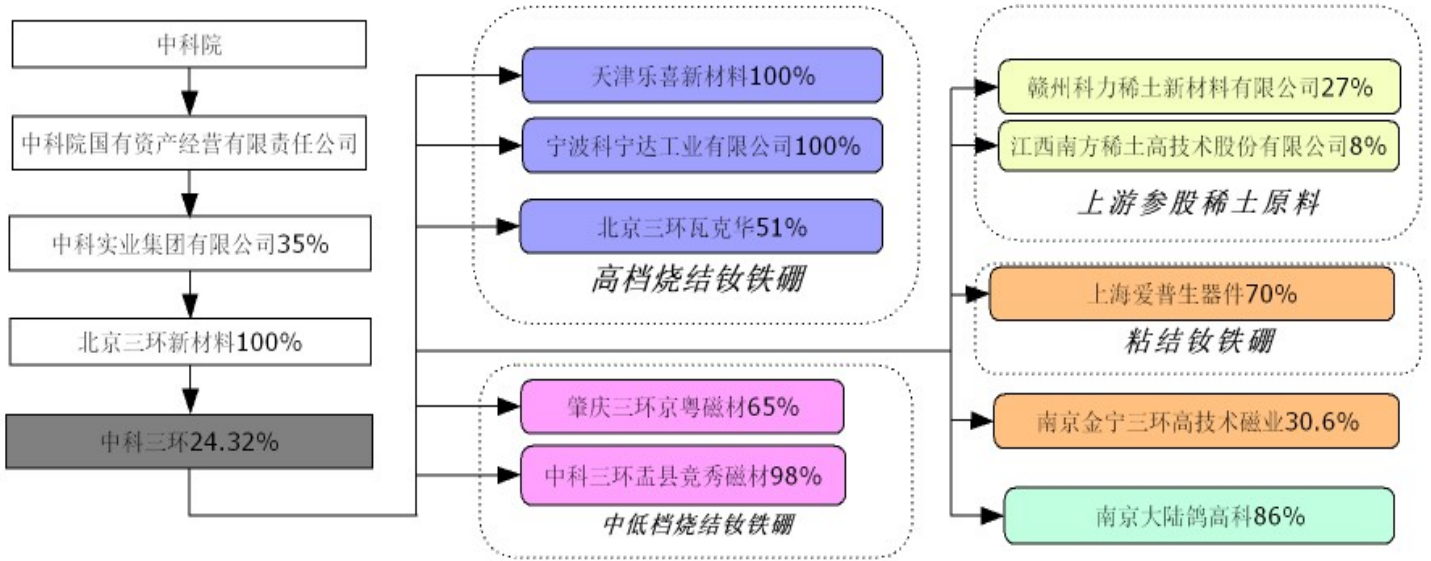 中科院
中科院国有资产经营有限责任公司
中科实业集团有限公司35%
北京三环新材料100%
中科三环24.32%
天津乐喜新材料100%
宁波科宁达工业有限公司100%
北京三环瓦克华51%
高档烧结钕铁硼
肇庆三环京粤磁材65%
中科三环盂县竞秀磁材98%
中低档烧结钕铁硼
赣州科力稀土新材料有限公司27%
江西南方稀土高技术股份有限公司8%
上游参股稀土原料
上海爱普生器件70%
粘结钕铁硼
南京金宁三环高技术磁业30.6%
南京大陆鸽高科86%